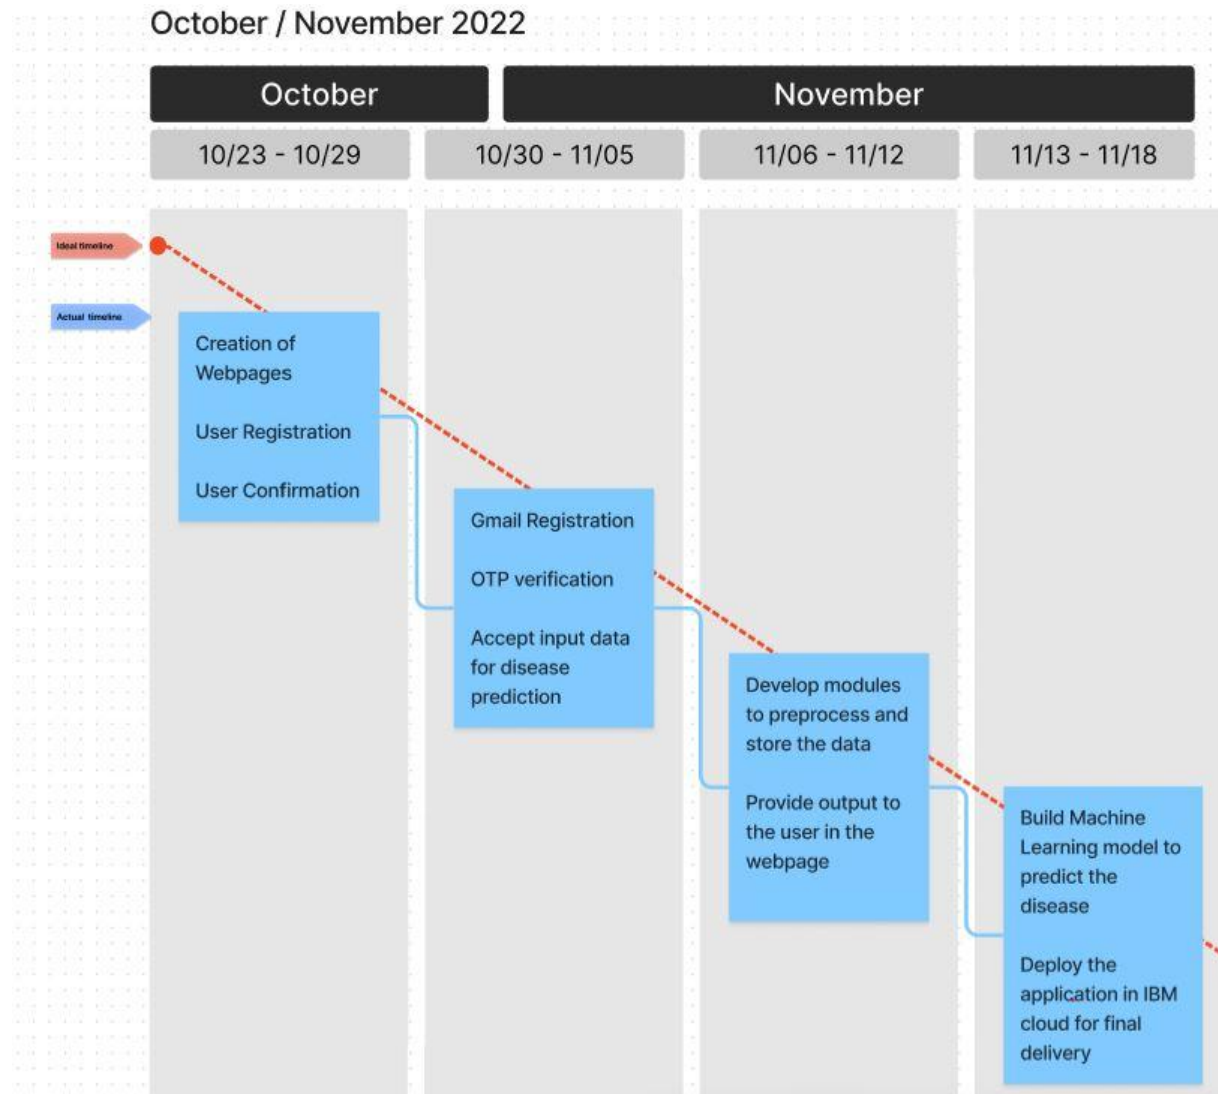 October / November 2022
October
November
10/23 - 10/29
10/30 - 11/05
11/06 - 11/12
11/13 - 11/18
Ideal timeline
Actual timeline
Creation of
Webpages
User Registration
User Confirmation
Gmail Registration
OTP verification
Accept input data
for disease
prediction
Develop modules
to preprocess and
store the data
Provide output to
the user in the
webpage
Build Machine
Learning model to
predict the
disease
Deploy the
application in IBM
cloud for final
delivery